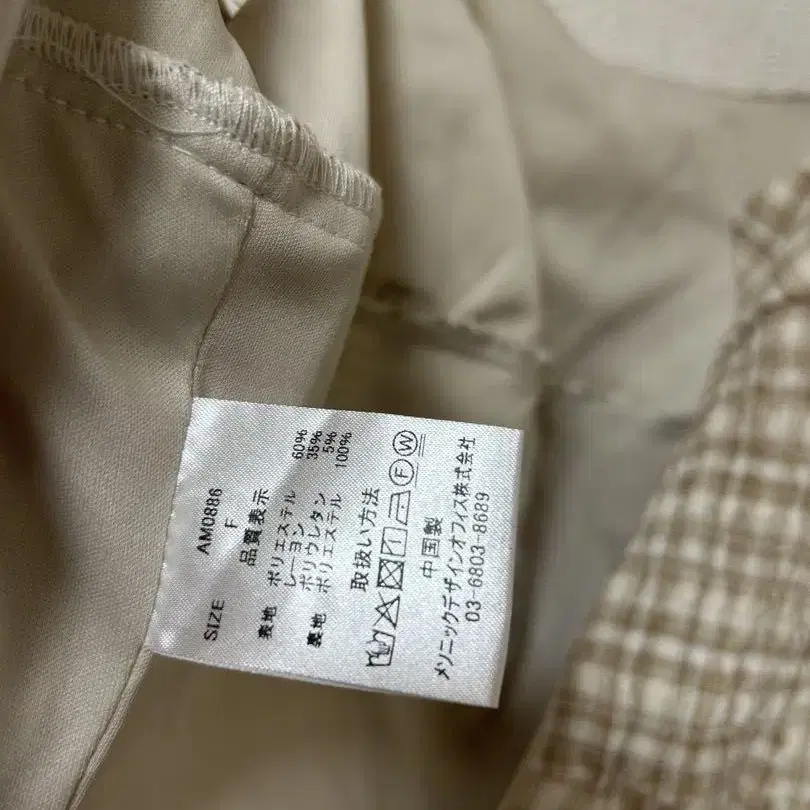 AM0886
SIZE F
品質表示
表地 ポリエステル 60%
レーヨン 35%
ポリウレタン 5%
裏地 ポリエステル 100%
取扱い方法
F W
中国製
メソニックデザインオフィス株式会社
03-6803-8689